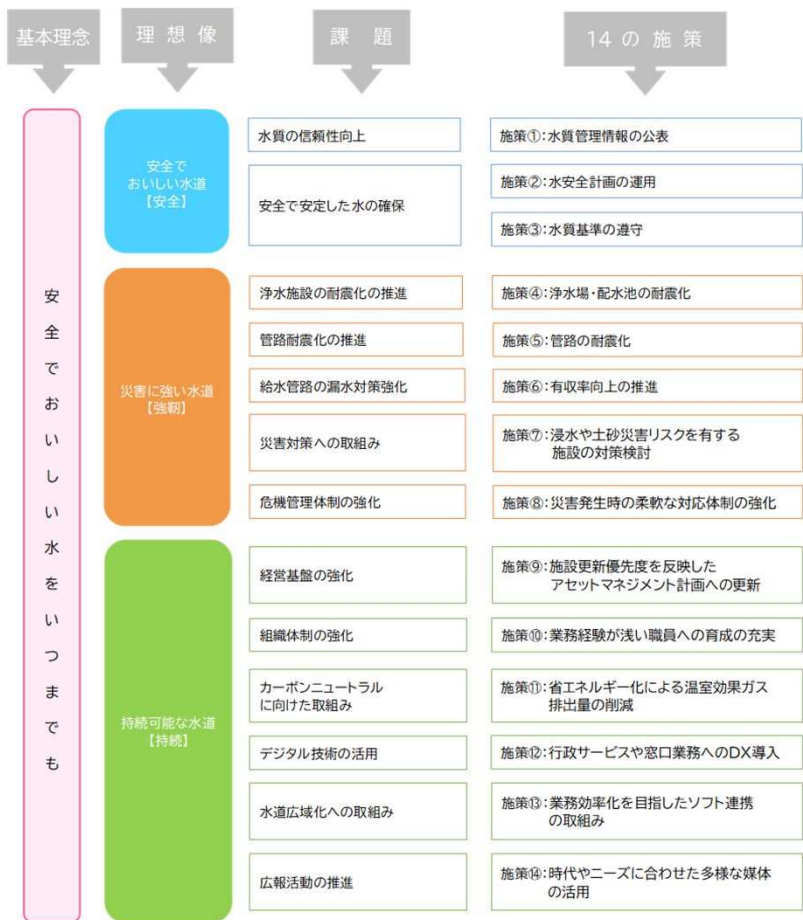 基本理念
理想像
課題
14の施策
安全でおいしい水をいつまでも
安全で
おいしい水道
【安全】
水質の信頼性向上
施策①：水質管理情報の公表
安全で安定した水の確保
施策②：水安全計画の運用
施策③：水質基準の遵守
災害に強い水道
【強靭】
浄水施設の耐震化の推進
施策④：浄水場・配水池の耐震化
管路耐震化の推進
施策⑤：管路の耐震化
給水管路の漏水対策強化
施策⑥：有収率向上の推進
災害対策への取組み
施策⑦：浸水や土砂災害リスクを有する
施設の対策検討
危機管理体制の強化
施策⑧：災害発生時の柔軟な対応体制の強化
持続可能な水道
【持続】
経営基盤の強化
施策⑨：施設更新優先度を反映した
アセットマネジメント計画への更新
組織体制の強化
施策⑩：業務経験が浅い職員への育成の充実
カーボンニュートラル
に向けた取組み
施策⑪：省エネルギー化による温室効果ガス
排出量の削減
デジタル技術の活用
施策⑫：行政サービスや窓口業務へのDX導入
水道広域化への取組み
施策⑬：業務効率化を目指したソフト連携
の取組み
広報活動の推進
施策⑭：時代やニーズに合わせた多様な媒体
の活用